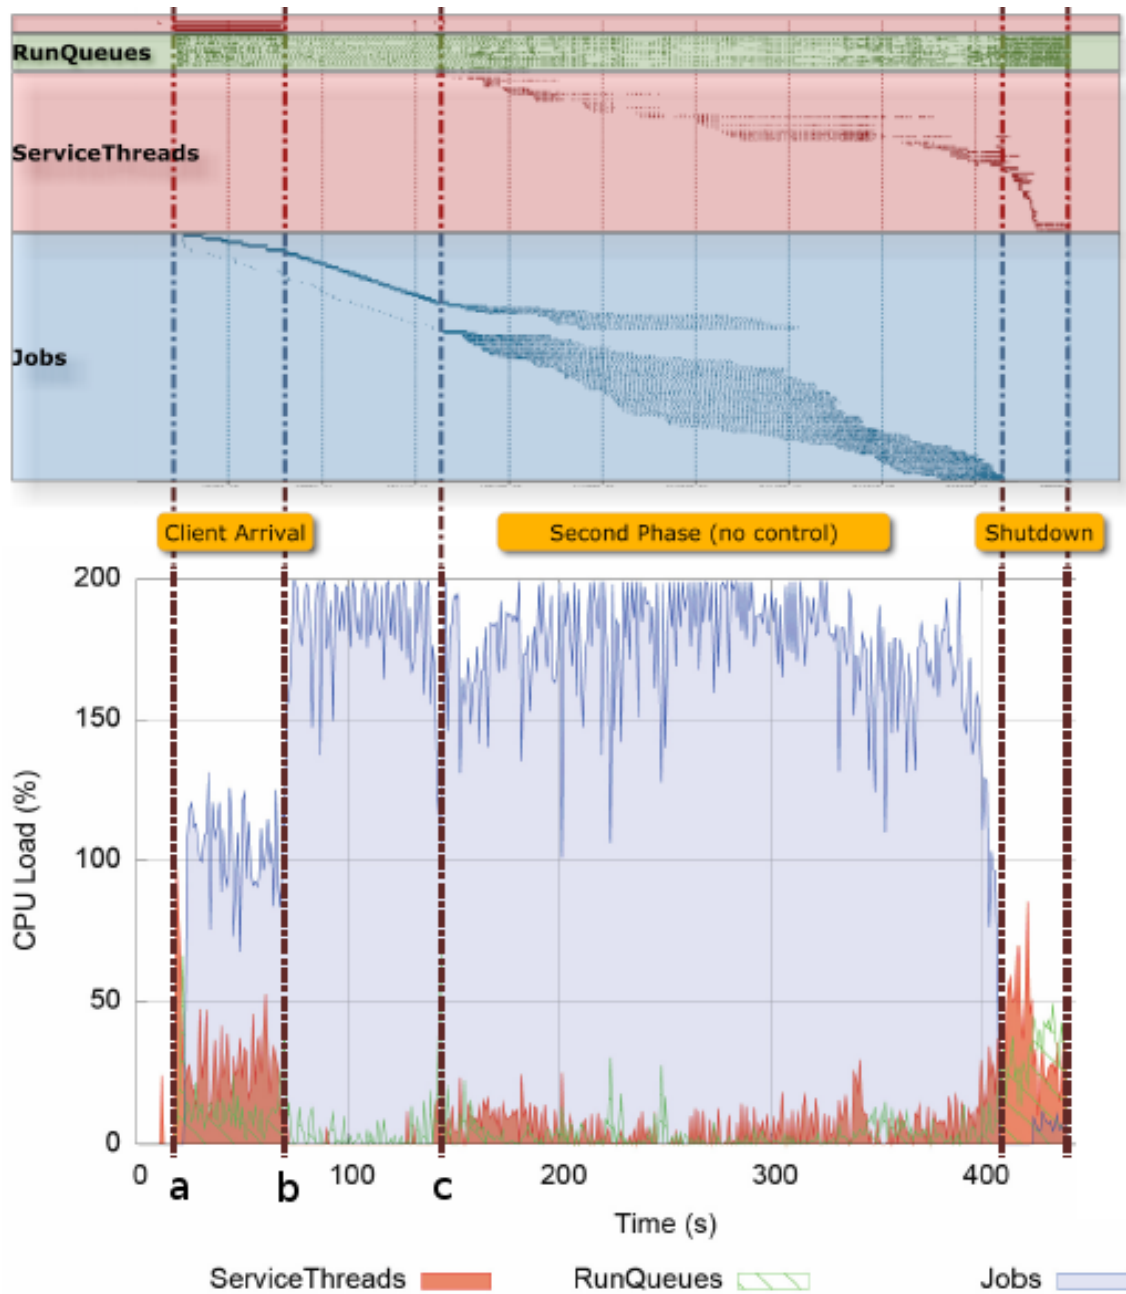 RunQueues
ServiceThreads
Jobs
Client Arrival
Second Phase (no control)
Shutdown
200
150
100
50
0
CPU Load (%)
0 100 200 300 400
a b c
Time (s)
ServiceThreads RunQueues Jobs